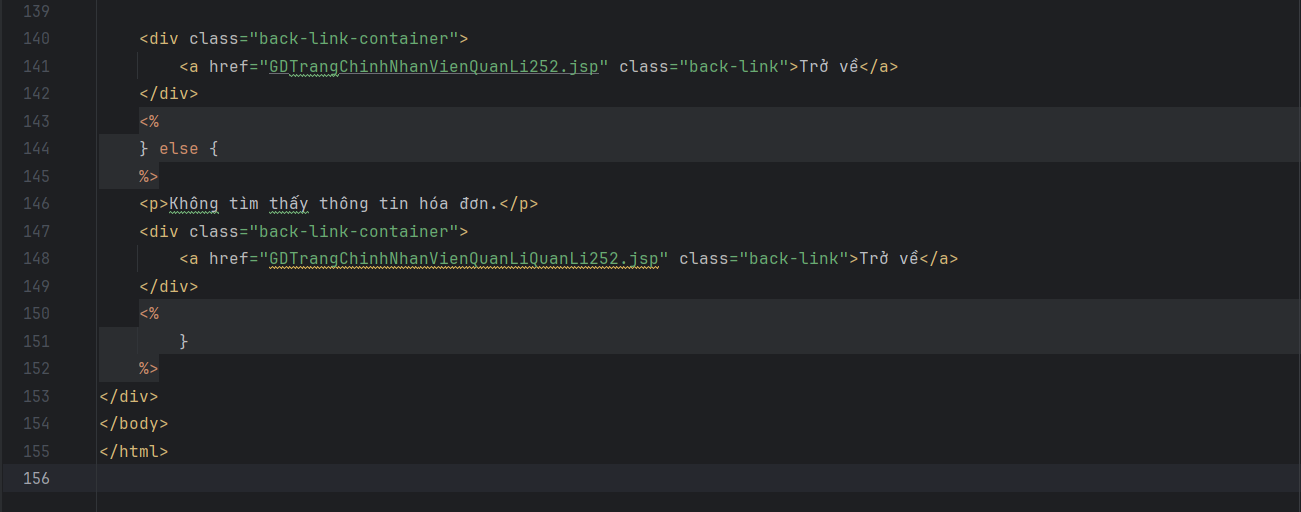 139
140 <div class="back-link-container">
141 <a href="GDTrangChinhNhanVienQuanLi252.jsp" class="back-link">Trở về</a>
142 </div>
143 <%
144 } else {
145 %>
146 <p>Không tìm thấy thông tin hóa đơn.</p>
147 <div class="back-link-container">
148 <a href="GDTrangChinhNhanVienQuanLiQuanLi252.jsp" class="back-link">Trở về</a>
149 </div>
150 <%
151 }
152 %>
153 </div>
154 </body>
155 </html>
156